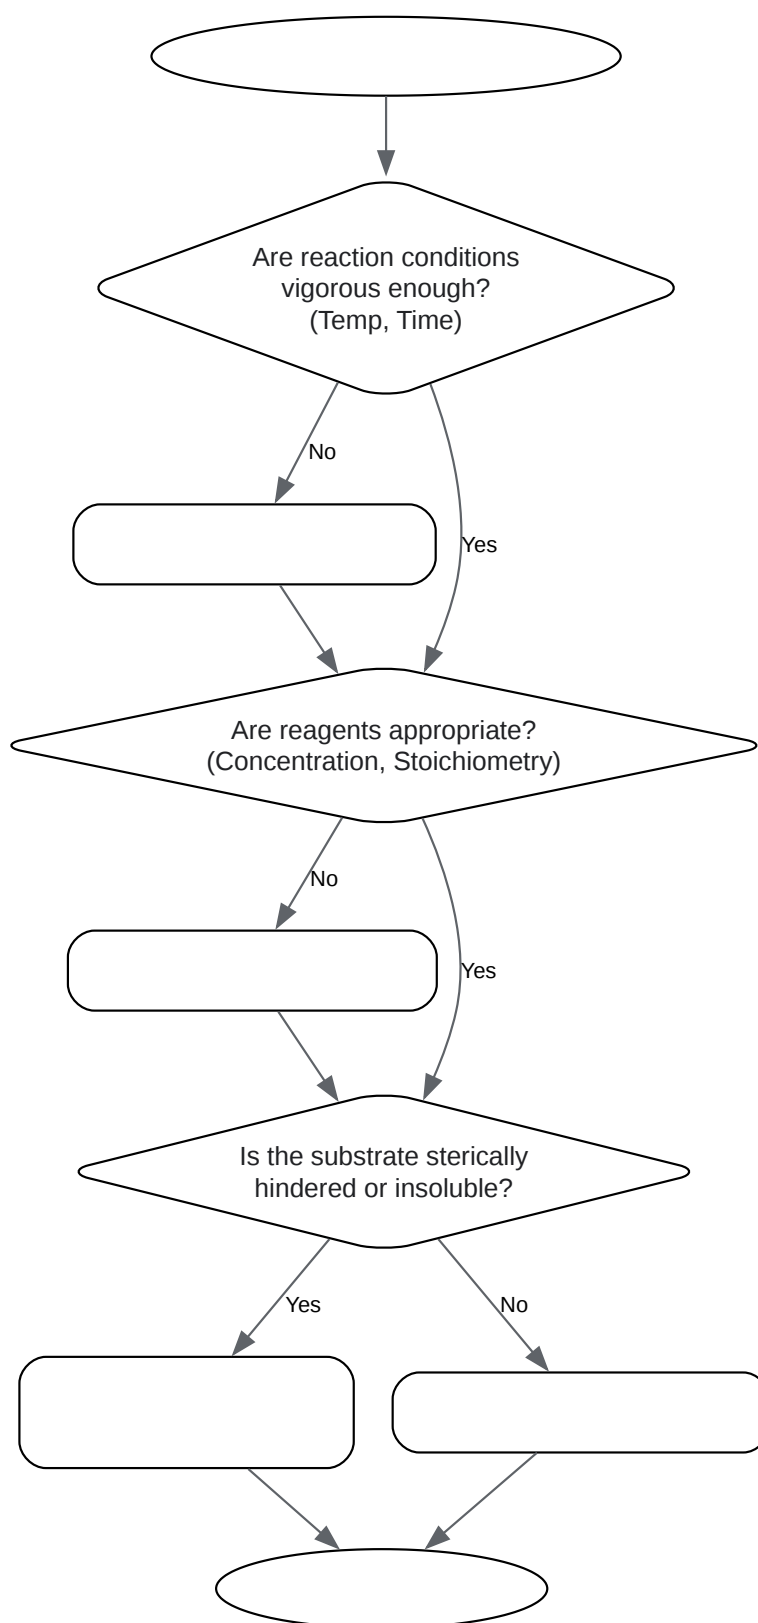 Are reaction conditions
vigorous enough?
(Temp, Time)
No
Yes
Are reagents appropriate?
(Concentration, Stoichiometry)
No
Yes
Is the substrate sterically
hindered or insoluble?
Yes
No